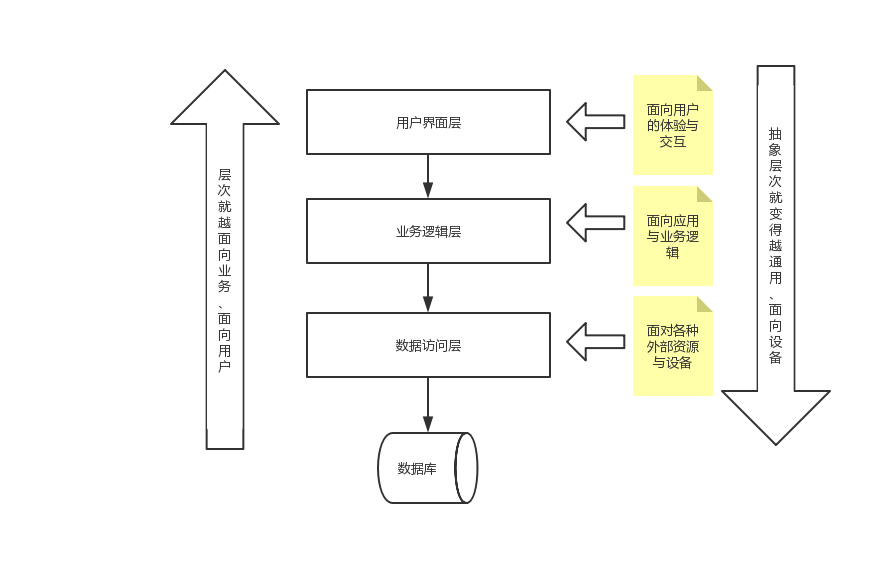 用户界面层
业务逻辑层
数据访问层
数据库
面向用户
的体验与
交互
面向应用
与业务逻
辑
面对各种
外部资源
与设备
层次就越面向业务、面向用户
抽象层次就变得越通用、面向设备